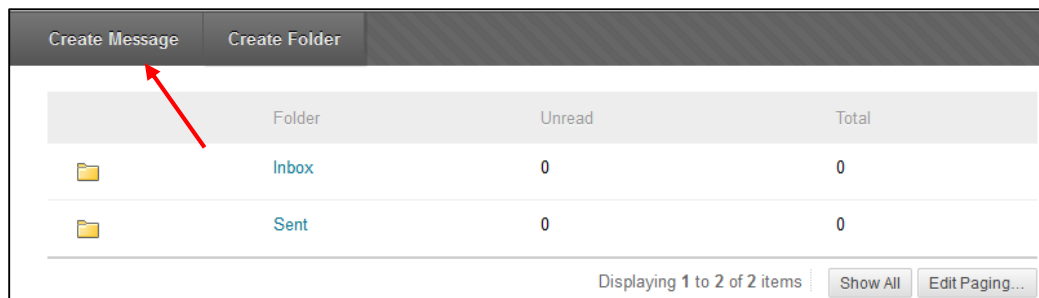 Create Message Create Folder
Folder Unread Total
Inbox 0 0
Sent 0 0
Displaying 1 to 2 of 2 items Show All Edit Paging...